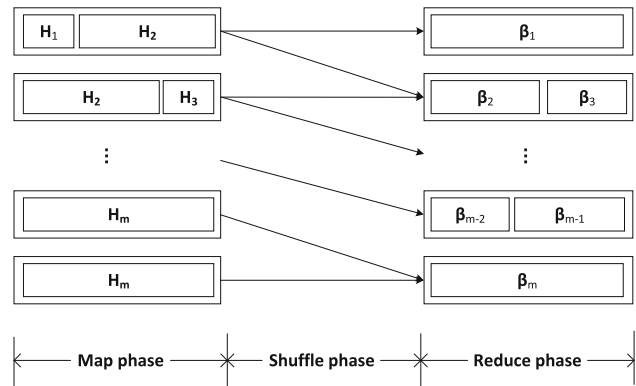 H₁ H₂ β₁
H₂ H₃ β₂ β₃
⋮ ⋮
Hₘ βₘ₋₂ βₘ₋₁
Hₘ βₘ
Map phase Shuffle phase Reduce phase